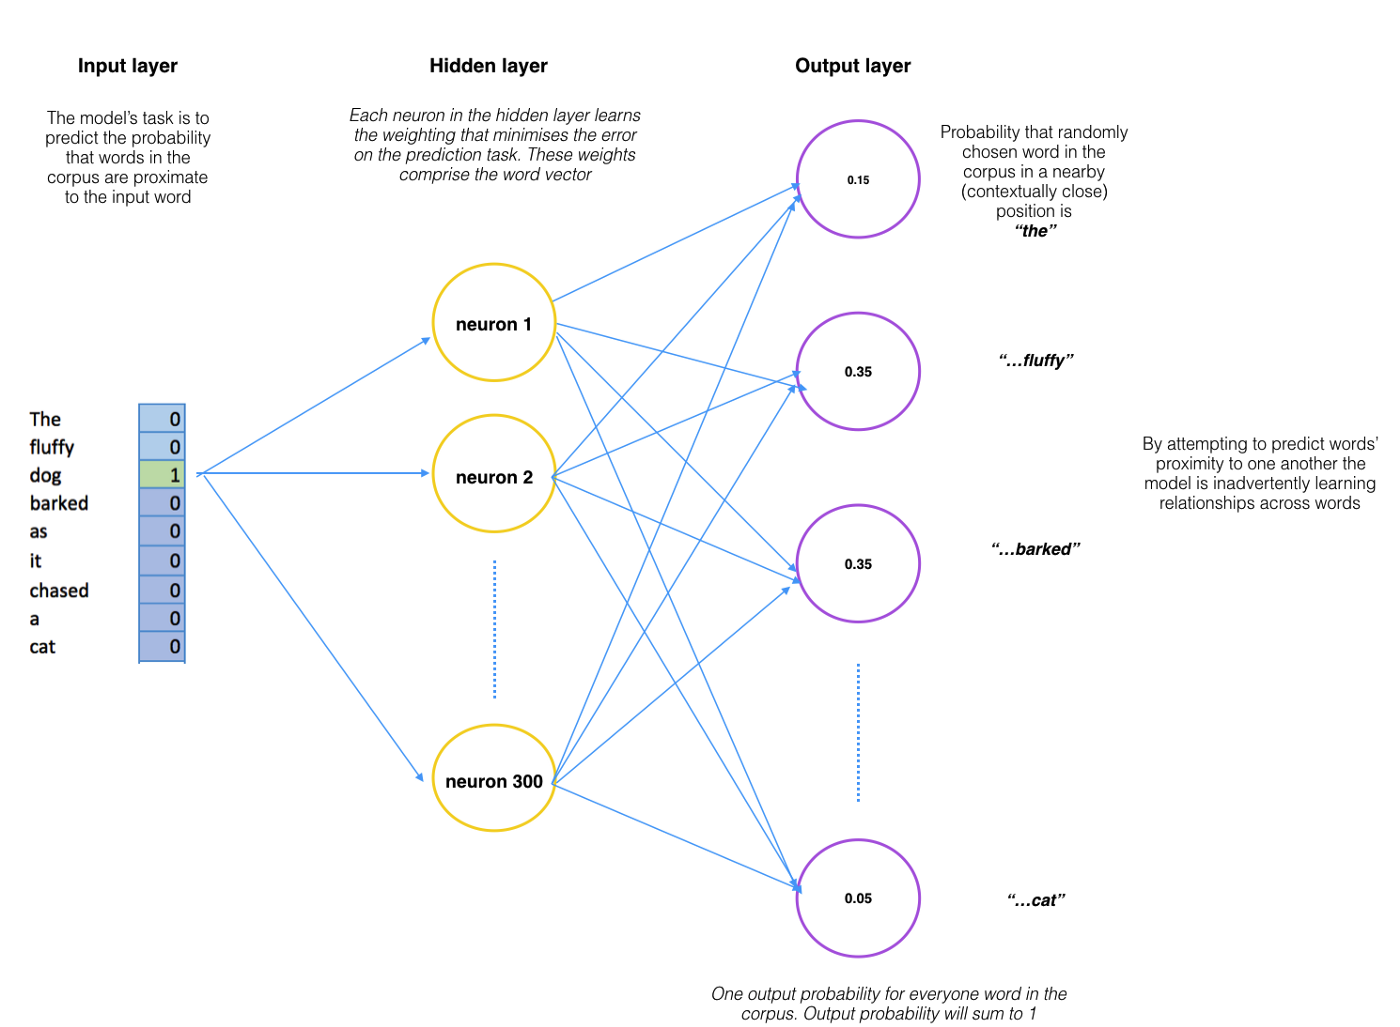 Input layer
Hidden layer
Output layer
The model's task is to
predict the probability
that words in the
corpus are proximate
to the input word
Each neuron in the hidden layer learns
the weighting that minimises the error
on the prediction task. These weights
comprise the word vector
Probability that randomly
chosen word in the
corpus in a nearby
(contextually close)
position is
“the”
0.15
neuron 1
0.35
“...fluffy”
The 0
fluffy 0
dog 1
barked 0
as 0
it 0
chased 0
a 0
cat 0
neuron 2
By attempting to predict words'
proximity to one another the
model is inadvertently learning
relationships across words
0.35
“...barked”
neuron 300
0.05
“...cat”
One output probability for everyone word in the
corpus. Output probability will sum to 1